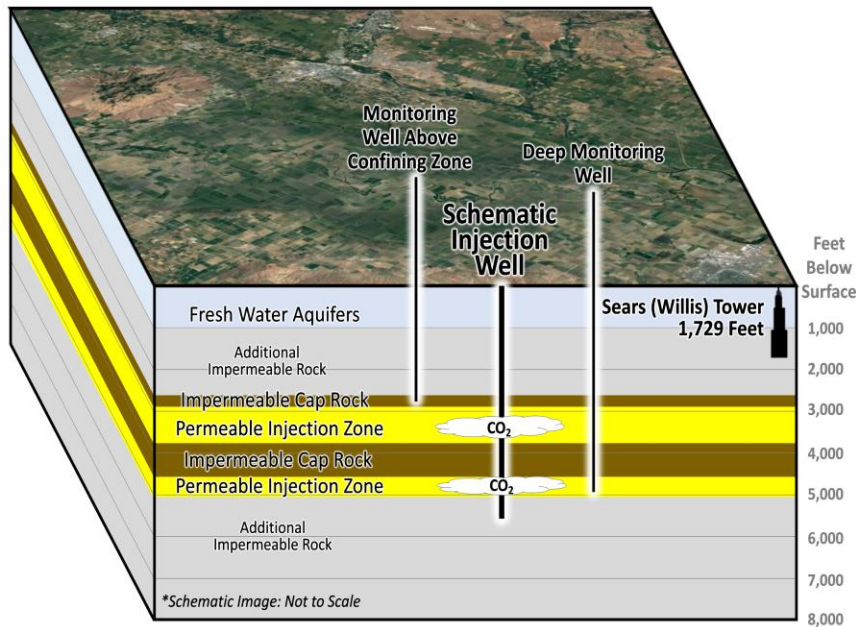 Monitoring
Well Above
Confining Zone
Deep Monitoring
Well
Schematic
Injection
Well
Feet
Below
Surface
Fresh Water Aquifers
Sears (Willis) Tower
1,729 Feet
1,000
Additional
Impermeable Rock
2,000
Impermeable Cap Rock
3,000
Permeable Injection Zone
CO₂
Impermeable Cap Rock
4,000
Permeable Injection Zone
CO₂
5,000
Additional
Impermeable Rock
6,000
7,000
*Schematic Image: Not to Scale
8,000